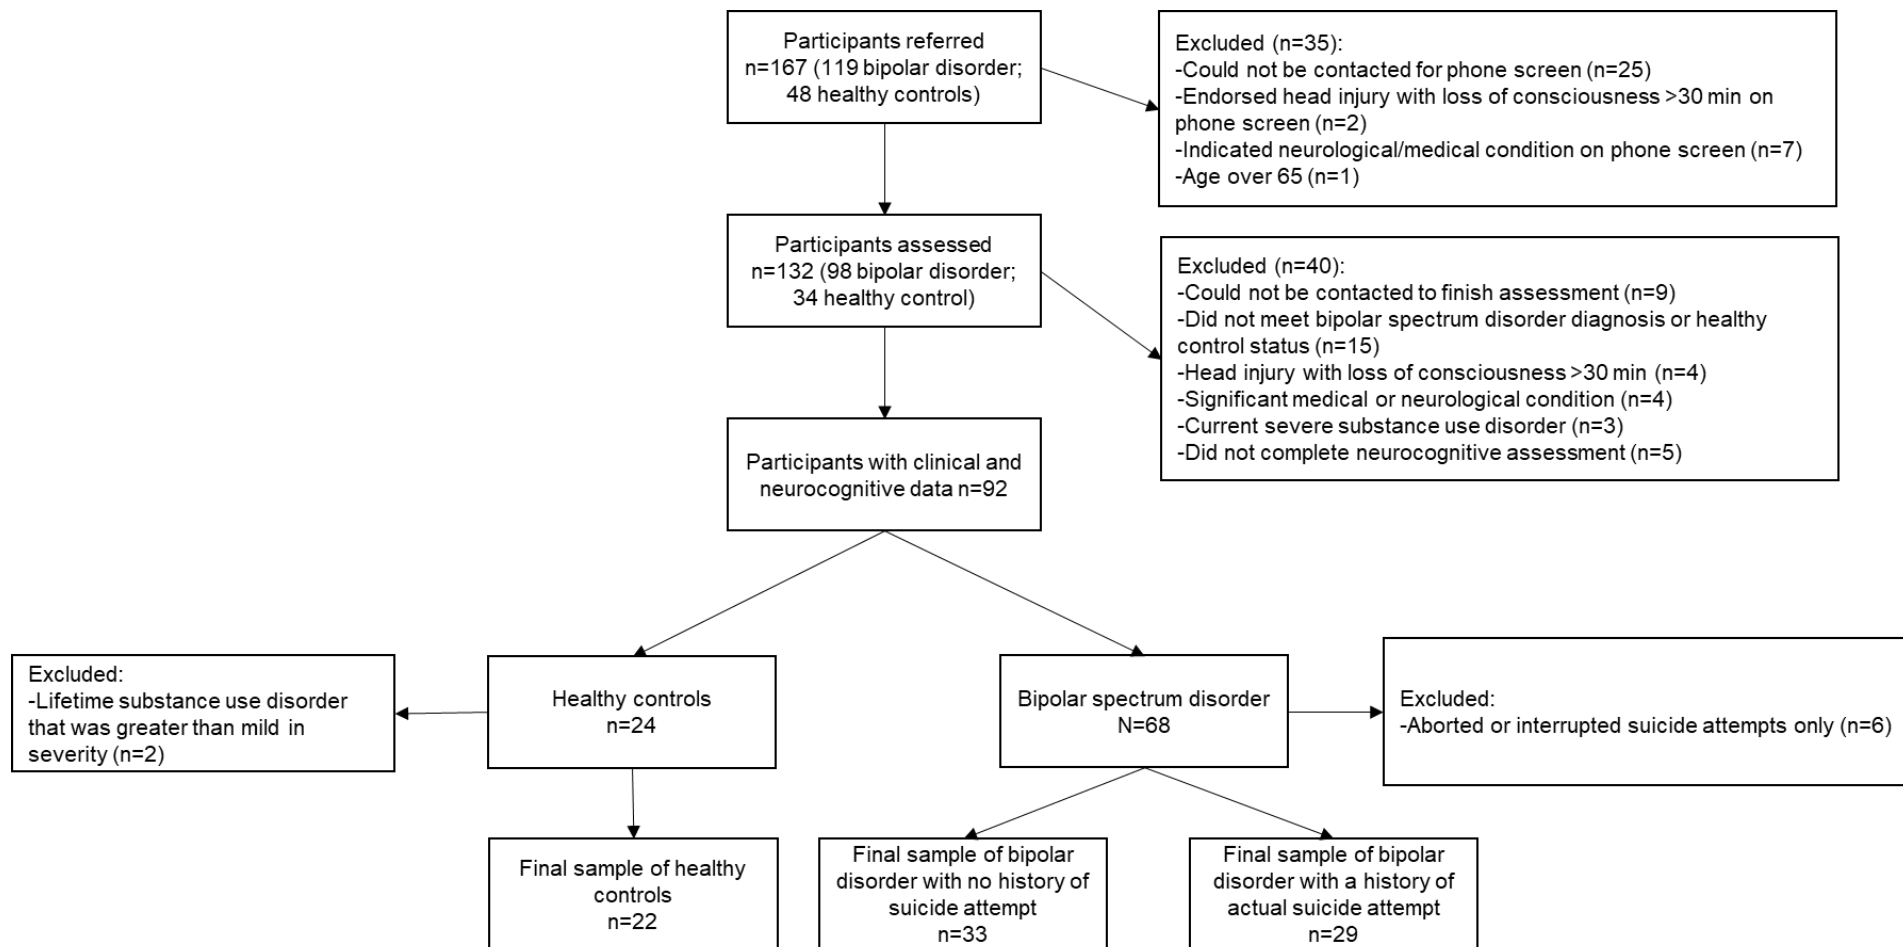 Participants referred
n=167 (119 bipolar disorder;
48 healthy controls)
Excluded (n=35):
-Could not be contacted for phone screen (n=25)
-Endorsed head injury with loss of consciousness >30 min on
phone screen (n=2)
-Indicated neurological/medical condition on phone screen (n=7)
-Age over 65 (n=1)
Participants assessed
n=132 (98 bipolar disorder;
34 healthy control)
Excluded (n=40):
-Could not be contacted to finish assessment (n=9)
-Did not meet bipolar spectrum disorder diagnosis or healthy
control status (n=15)
-Head injury with loss of consciousness >30 min (n=4)
-Significant medical or neurological condition (n=4)
-Current severe substance use disorder (n=3)
-Did not complete neurocognitive assessment (n=5)
Participants with clinical and
neurocognitive data n=92
Excluded:
-Lifetime substance use disorder
that was greater than mild in
severity (n=2)
Healthy controls
n=24
Bipolar spectrum disorder
N=68
Excluded:
-Aborted or interrupted suicide attempts only (n=6)
Final sample of healthy
controls
n=22
Final sample of bipolar
disorder with no history of
suicide attempt
n=33
Final sample of bipolar
disorder with a history of
actual suicide attempt
n=29